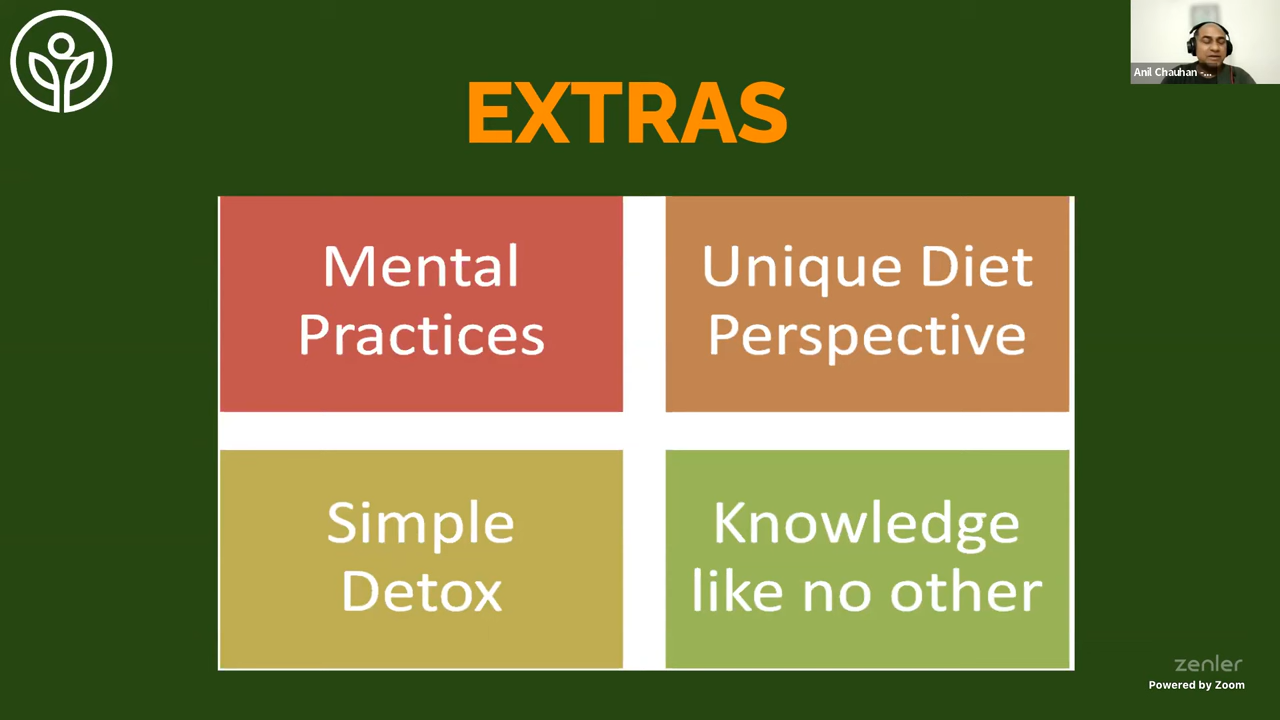 EXTRAS
Anil Chauhan -...
Mental
Practices
Unique Diet
Perspective
Simple
Detox
Knowledge
like no other
zenler
Powered by Zoom